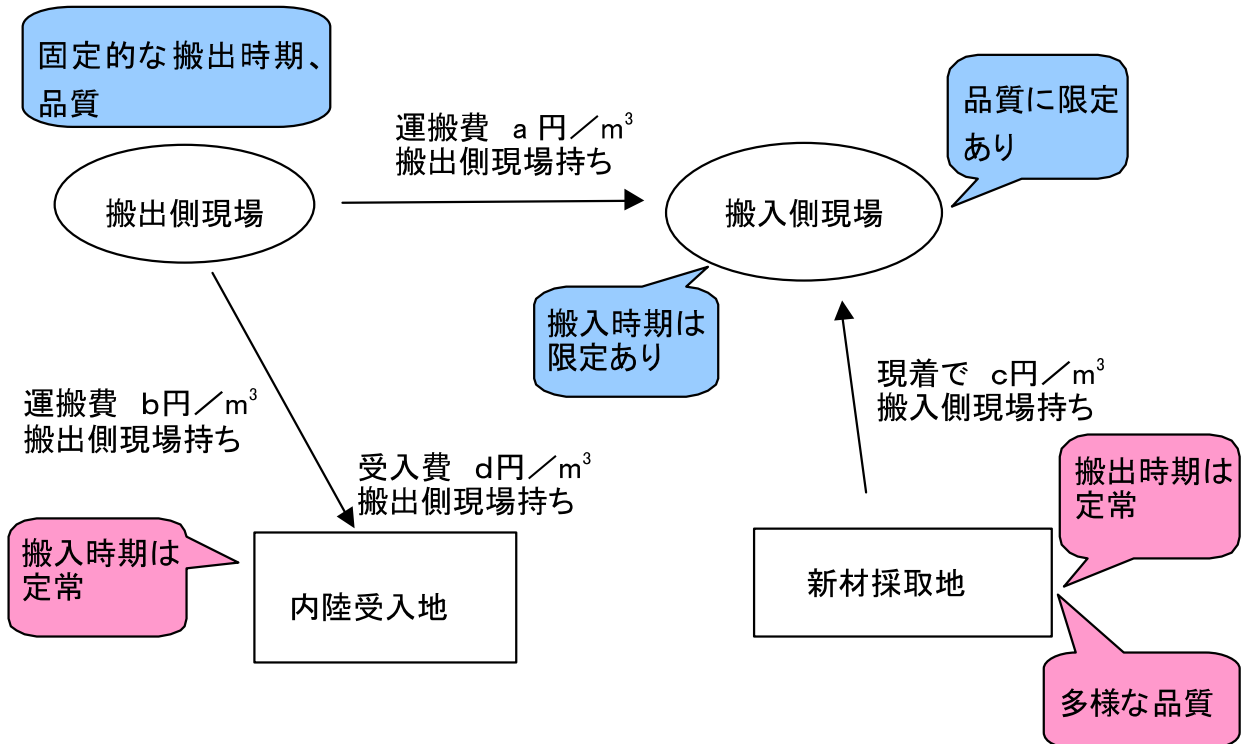 固定的な搬出時期、
品質
運搬費　a 円／m³
搬出側現場持ち
品質に限定
あり
搬出側現場
搬入側現場
搬入時期は
限定あり
運搬費　b円／m³
搬出側現場持ち
現着で　c円／m³
搬入側現場持ち
受入費　d円／m³
搬出側現場持ち
搬出時期は
定常
搬入時期は
定常
内陸受入地
新材採取地
多様な品質